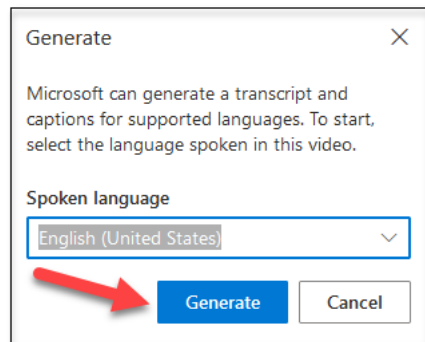 Generate
Microsoft can generate a transcript and
captions for supported languages. To start,
select the language spoken in this video.
Spoken language
English (United States)
Generate Cancel